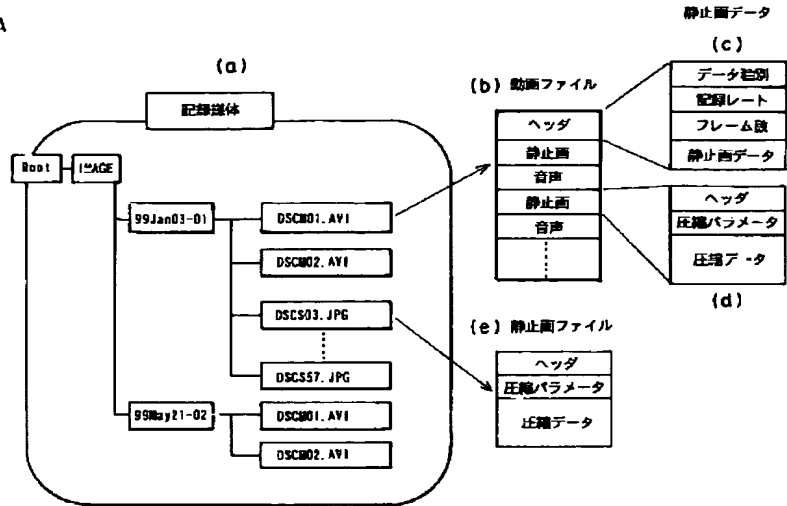 A
静止画データ
(a)
(c)
(b) 動画ファイル
記録媒体
データ種別
記録レート
フレーム数
静止画データ
ヘッダ
静止画
音声
静止画
音声
Root
IMAGE
99Jan03-01
DSCM01.AVI
DSCM02.AVI
DSCS03.JPG
DSCS57.JPG
99May21-02
DSCM01.AVI
DSCM02.AVI
ヘッダ
圧縮パラメータ
圧縮データ
(d)
(e) 静止画ファイル
ヘッダ
圧縮パラメータ
圧縮データ